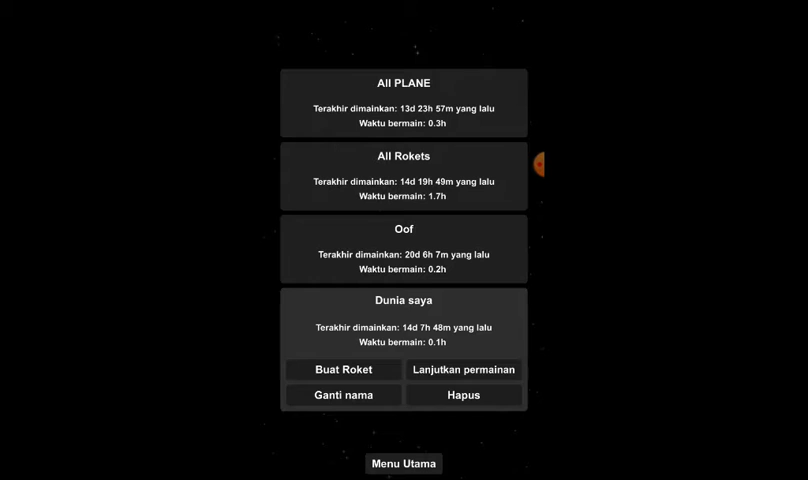 All PLANE
Terakhir dimainkan: 13d 23h 57m yang lalu
Waktu bermain: 0.3h
All Rokets
Terakhir dimainkan: 14d 19h 49m yang lalu
Waktu bermain: 1.7h
Oof
Terakhir dimainkan: 20d 6h 7m yang lalu
Waktu bermain: 0.2h
Dunia saya
Terakhir dimainkan: 14d 7h 48m yang lalu
Waktu bermain: 0.1h
Buat Roket Lanjutkan permainan
Ganti nama Hapus
Menu Utama